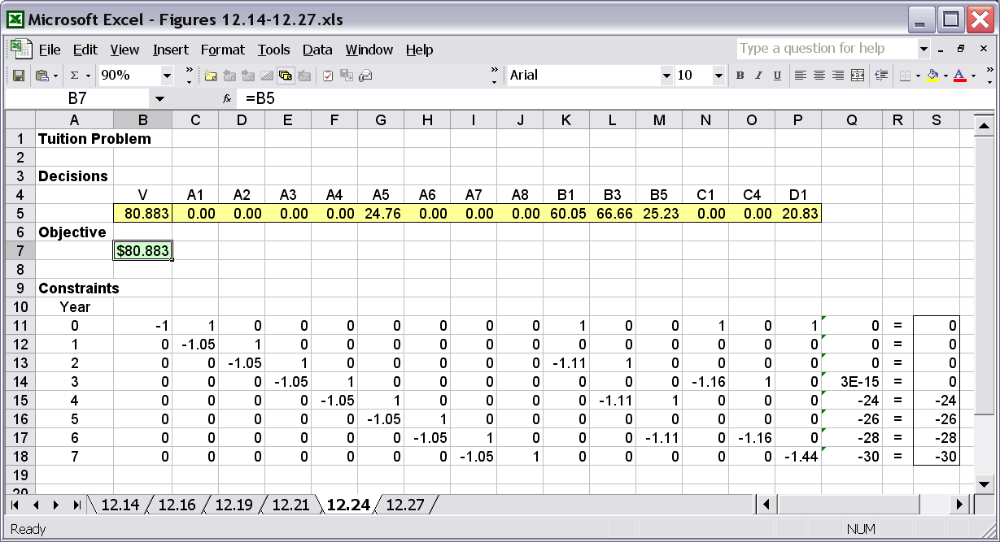 Microsoft Excel - Figures 12.14-12.27.xls
File Edit View Insert Format Tools Data Window Help Type a question for help
Σ 90% » » Arial 10 B I U A »
B7 fx =B5
A B C D E F G H I J K L M N O P Q R S
1 Tuition Problem
2
3 Decisions
4 V A1 A2 A3 A4 A5 A6 A7 A8 B1 B3 B5 C1 C4 D1
5 80.883 0.00 0.00 0.00 0.00 24.76 0.00 0.00 0.00 60.05 66.66 25.23 0.00 0.00 20.83
6 Objective
7 $80.883
8
9 Constraints
10 Year
11 0 -1 1 0 0 0 0 0 0 0 1 0 0 1 0 1 0 = 0
12 1 0 -1.05 1 0 0 0 0 0 0 0 0 0 0 0 0 0 = 0
13 2 0 0 -1.05 1 0 0 0 0 0 -1.11 1 0 0 0 0 0 = 0
14 3 0 0 0 -1.05 1 0 0 0 0 0 0 0 -1.16 1 0 3E-15 = 0
15 4 0 0 0 0 -1.05 1 0 0 0 0 -1.11 1 0 0 0 -24 = -24
16 5 0 0 0 0 0 -1.05 1 0 0 0 0 0 0 0 0 -26 = -26
17 6 0 0 0 0 0 0 -1.05 1 0 0 0 -1.11 0 -1.16 0 -28 = -28
18 7 0 0 0 0 0 0 0 -1.05 1 0 0 0 0 0 -1.44 -30 = -30
19
20
12.14 12.16 12.19 12.21 12.24 12.27
Ready NUM